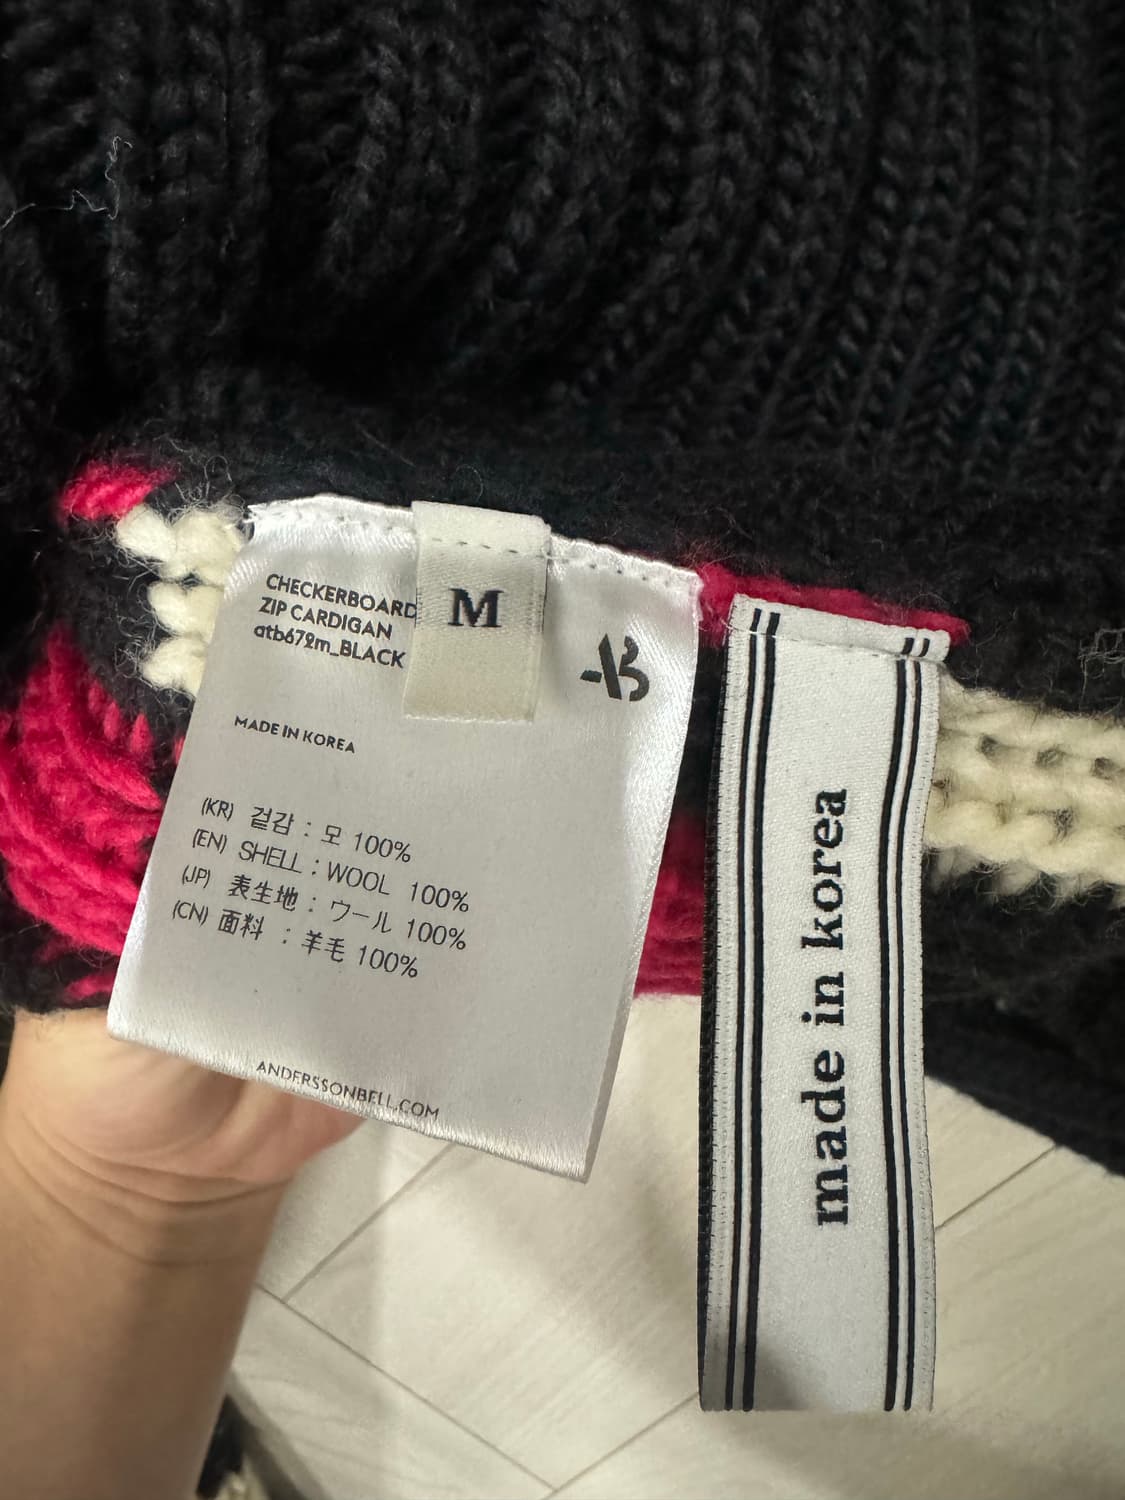 CHECKERBOARD
ZIP CARDIGAN
atb672m_BLACK
M
MADE IN KOREA
(KR) 겉감 : 모 100%
(EN) SHELL : WOOL 100%
(JP) 表生地 : ウール 100%
(CN) 面料 : 羊毛 100%
ANDERSSONBELL.COM
made in korea